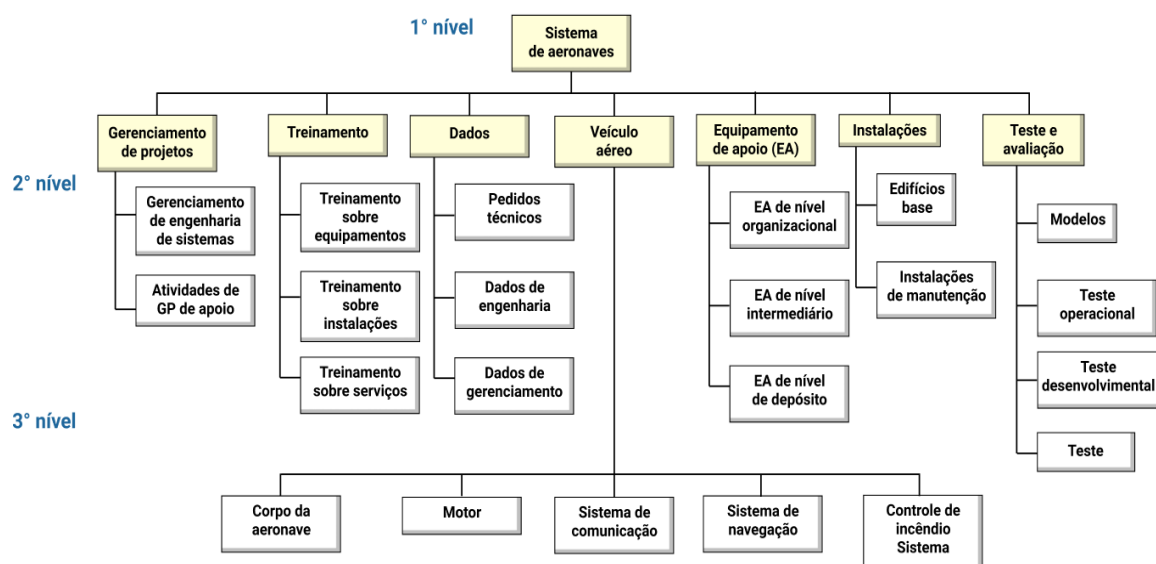 1° nível
Sistema
de aeronaves
Gerenciamento
de projetos
Treinamento
Dados
Veículo
aéreo
Equipamento
de apoio (EA)
Instalações
Teste e
avaliação
2° nível
Gerenciamento
de engenharia
de sistemas
Atividades de
GP de apoio
Treinamento
sobre
equipamentos
Treinamento
sobre
instalações
Treinamento
sobre serviços
Pedidos
técnicos
Dados de
engenharia
Dados de
gerenciamento
EA de nível
organizacional
EA de nível
intermediário
EA de nível
de depósito
Edifícios
base
Instalações
de manutenção
Modelos
Teste
operacional
Teste
desenvolvimental
Teste
3° nível
Corpo da
aeronave
Motor
Sistema de
comunicação
Sistema de
navegação
Controle de
incêndio
Sistema